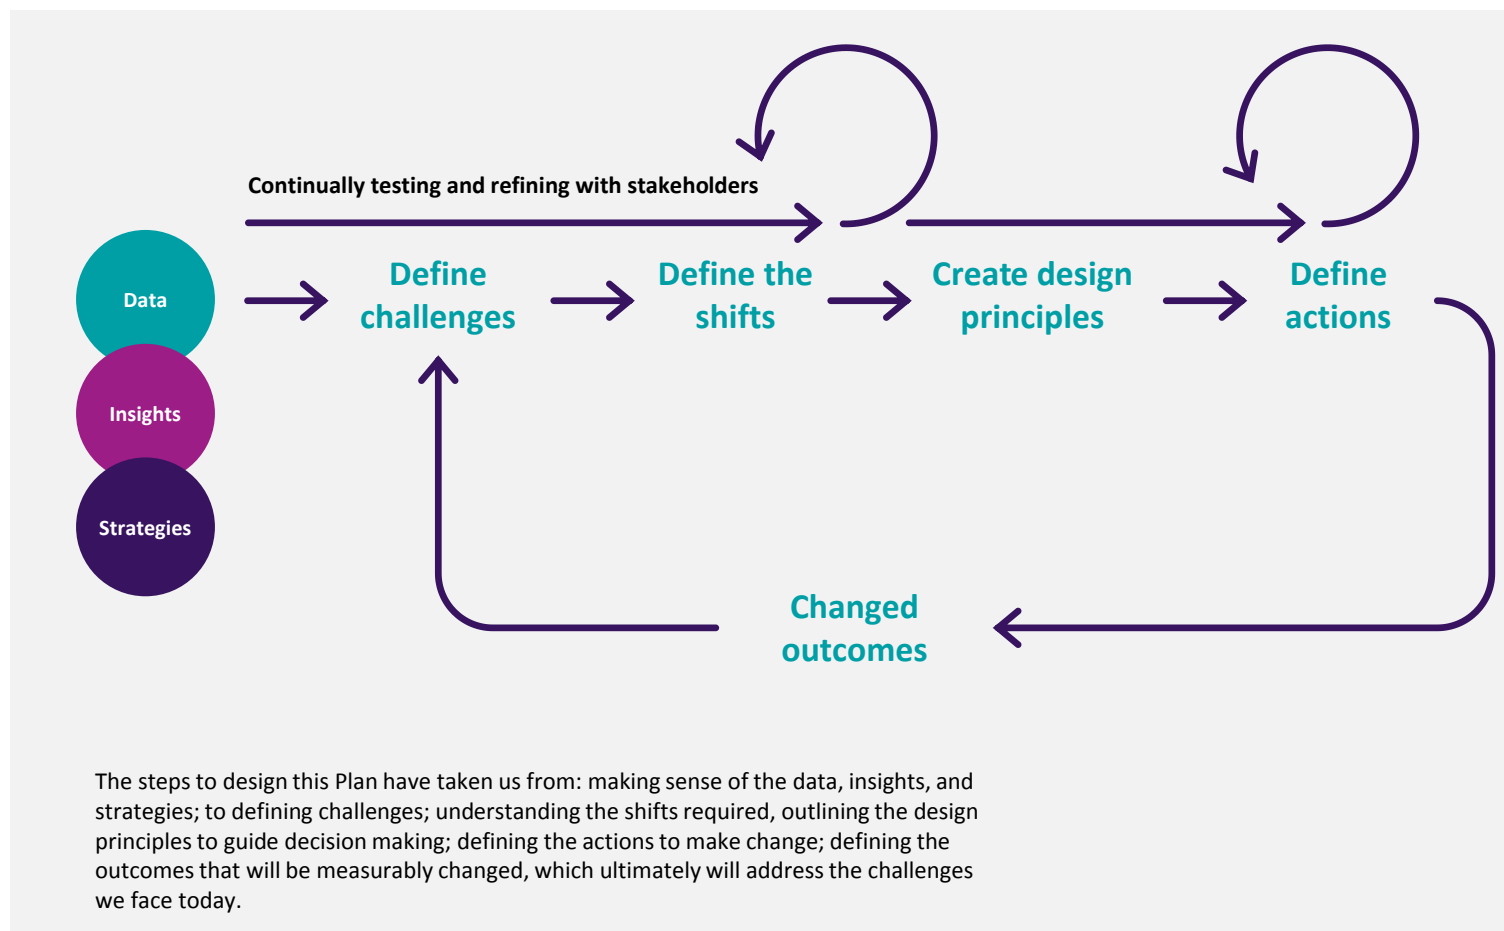 Continually testing and refining with stakeholders
Data
Insights
Strategies
Define
challenges
Define the
shifts
Create design
principles
Define
actions
Changed
outcomes
The steps to design this Plan have taken us from: making sense of the data, insights, and
strategies; to defining challenges; understanding the shifts required, outlining the design
principles to guide decision making; defining the actions to make change; defining the
outcomes that will be measurably changed, which ultimately will address the challenges
we face today.